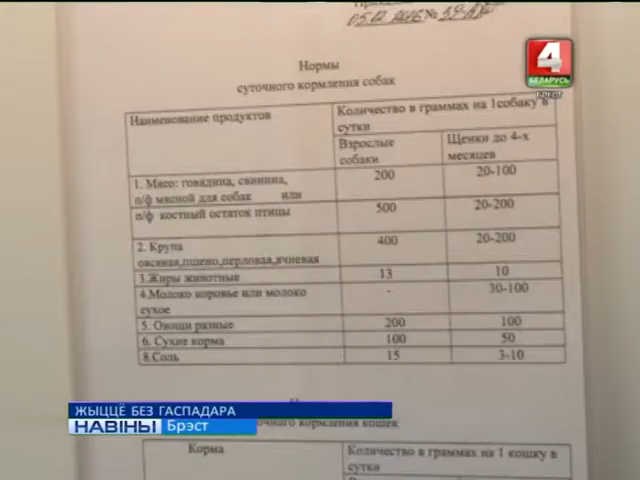 05.12
№ 39-АХ
4
БЕЛАРУСЬ
БРЕСТ
Нормы
суточного кормления собак
Наименование продуктов
Количество в граммах на 1собаку в
сутки
Взрослые
собаки
Щенки до 4-х
месяцев
1. Мясо: говядина, свинина,
п/ф мясной для собак или
200
20-100
п/ф костный остаток птицы
500
20-200
2. Крупа
овсяная,пшено,перловая,ячневая
400
20-200
3.Жиры животные
13
10
4.Молоко коровье или молоко
сухое
-
30-100
5. Овощи разные
200
100
6. Сухие корма
100
50
8.Соль
15
3-10
ЖЫЦЦЁ БЕЗ ГАСПАДАРА
НАВІНЫ Брэст
кормления кошек
Корма
Количество в граммах на 1 кошку в
сутки